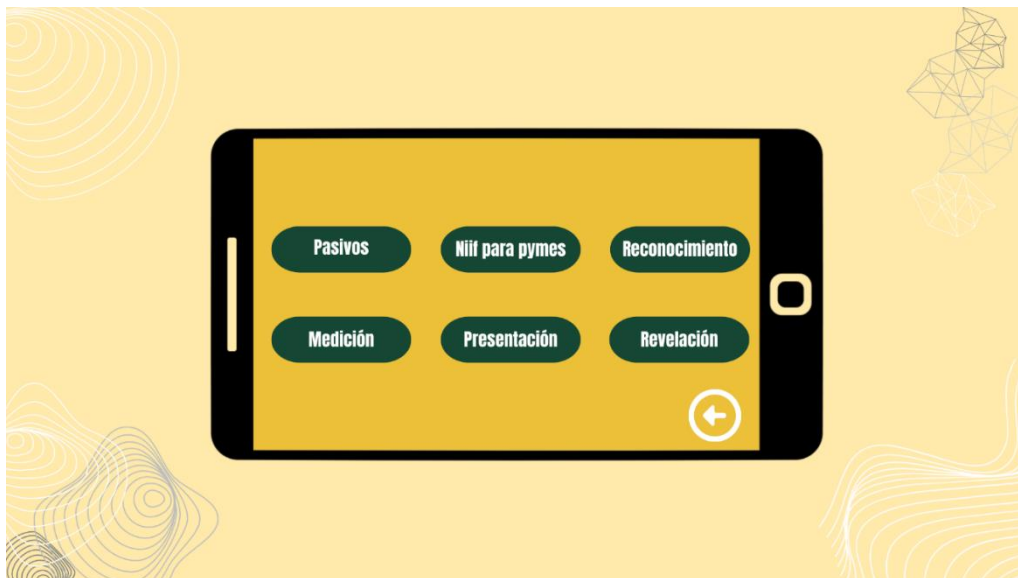 Pasivos
Niif para pymes
Reconocimiento
Medición
Presentación
Revelación